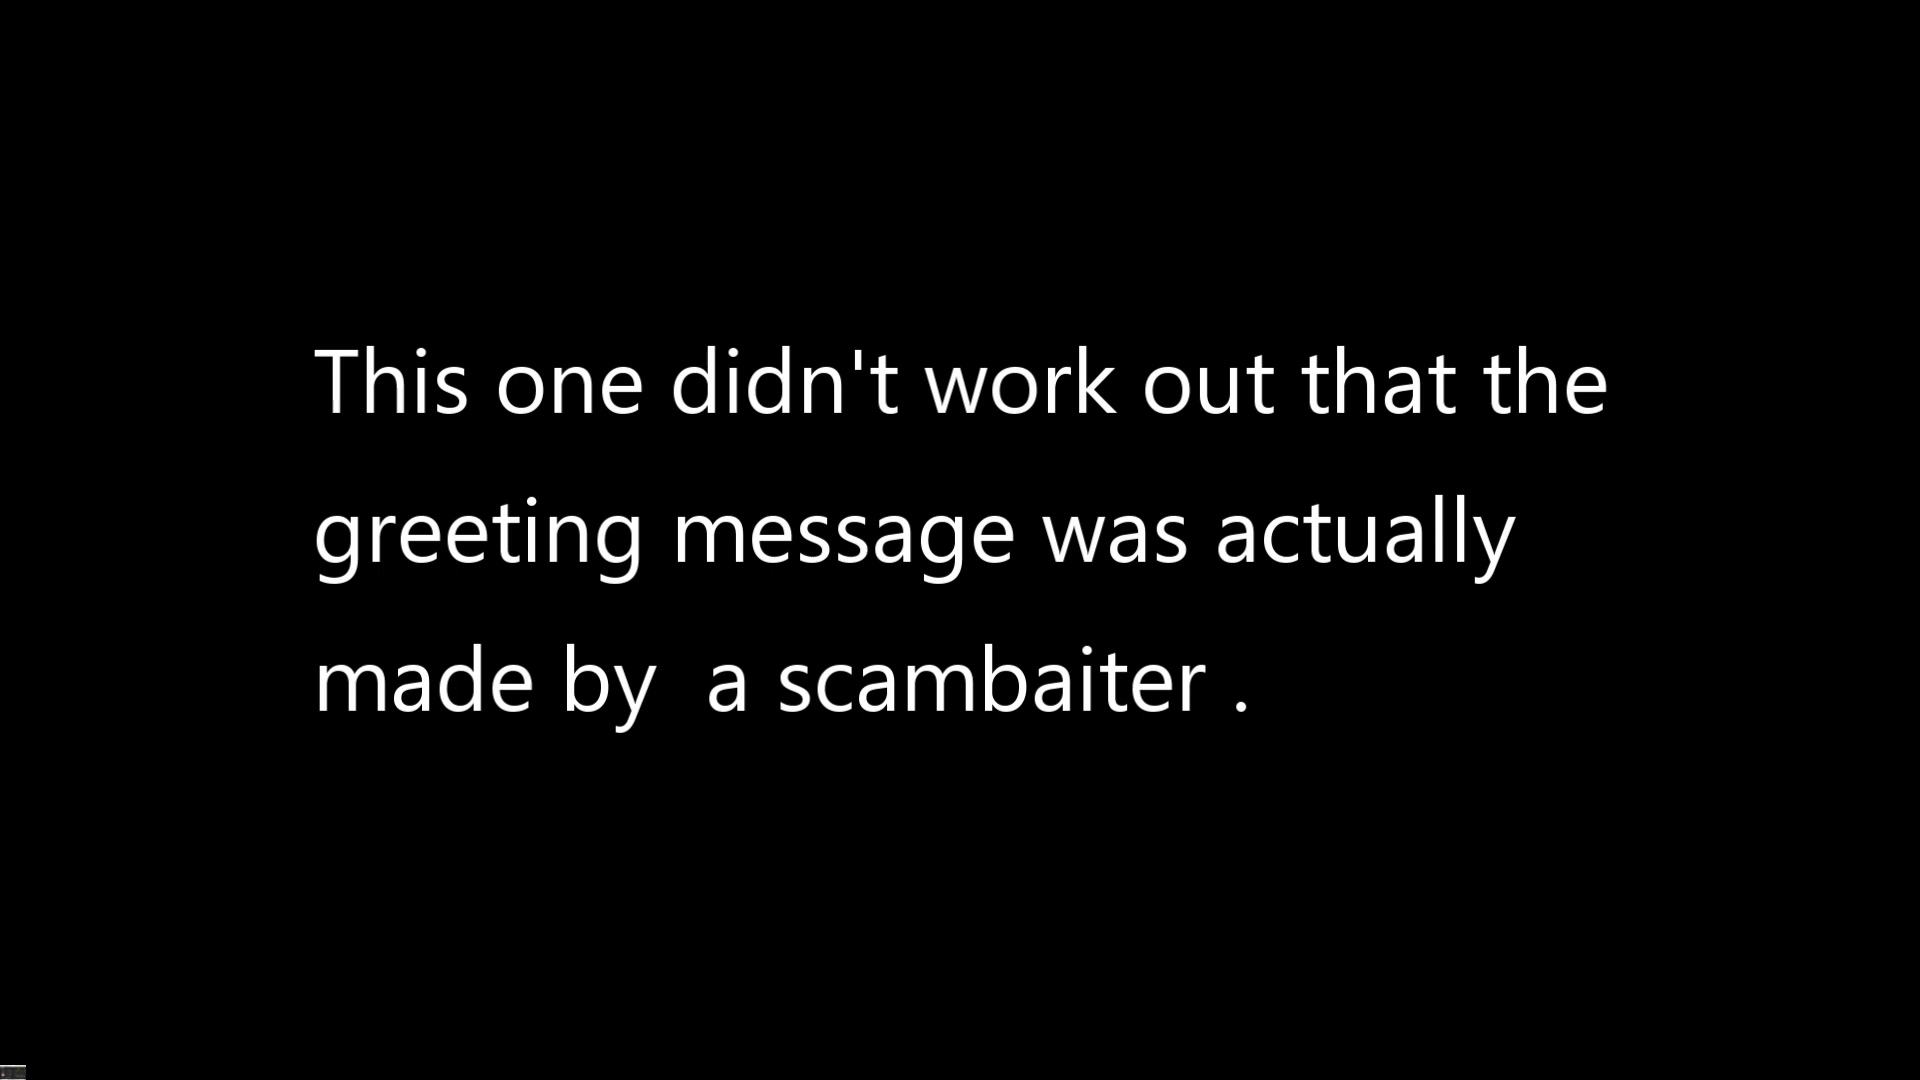 This one didn't work out that the
greeting message was actually
made by  a scambaiter .